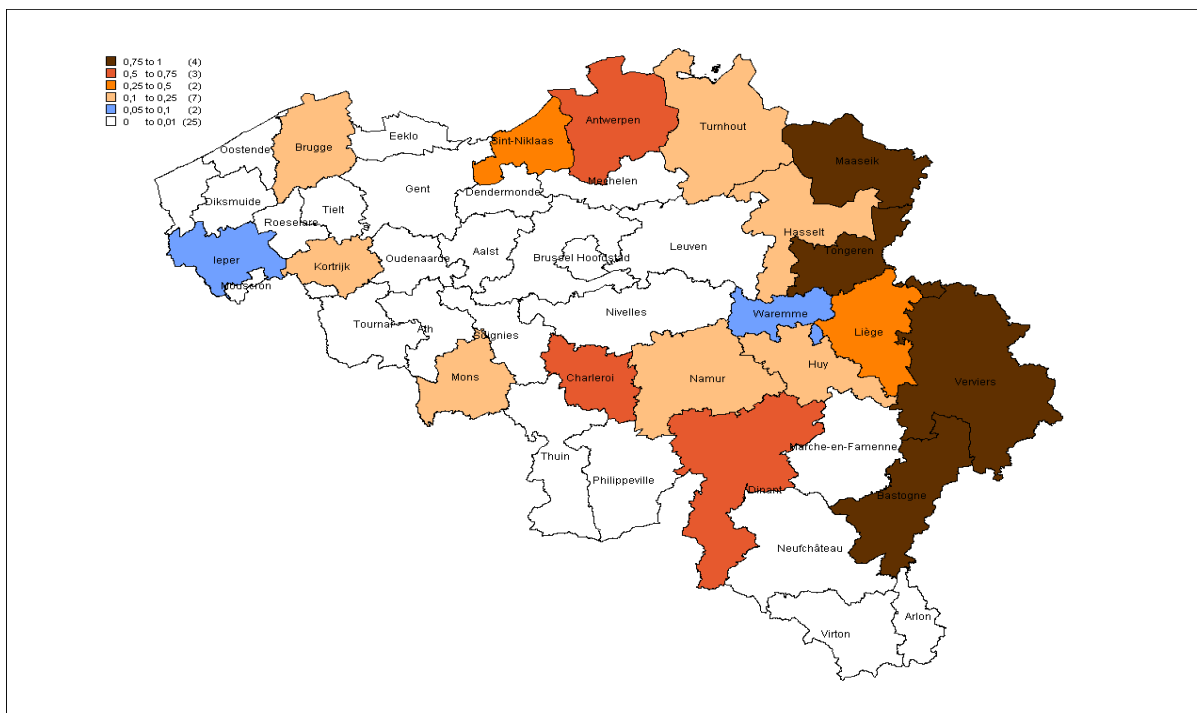 0,75 to 1 (4)
0,5 to 0,75 (3)
0,25 to 0,5 (2)
0,1 to 0,25 (7)
0,05 to 0,1 (2)
0 to 0,01 (25)
Antwerpen
Turnhout
Eeklo
Sint-Niklaas
Brugge
Oostende
Maaseik
Mechelen
Gent
Dendermonde
Diksmuide
Tielt
Roeselare
Hasselt
Leuven
Aalst
Tongeren
Brussel Hoofdstad
Ieper
Oudenaarde
Kortrijk
Mouscron
Nivelles
Waremme
Tournai
Ath
Soignies
Liège
Huy
Mons
Charleroi
Namur
Verviers
Marche-en-Famenne
Thuin
Philippeville
Dinant
Bastogne
Neufchâteau
Arlon
Virton